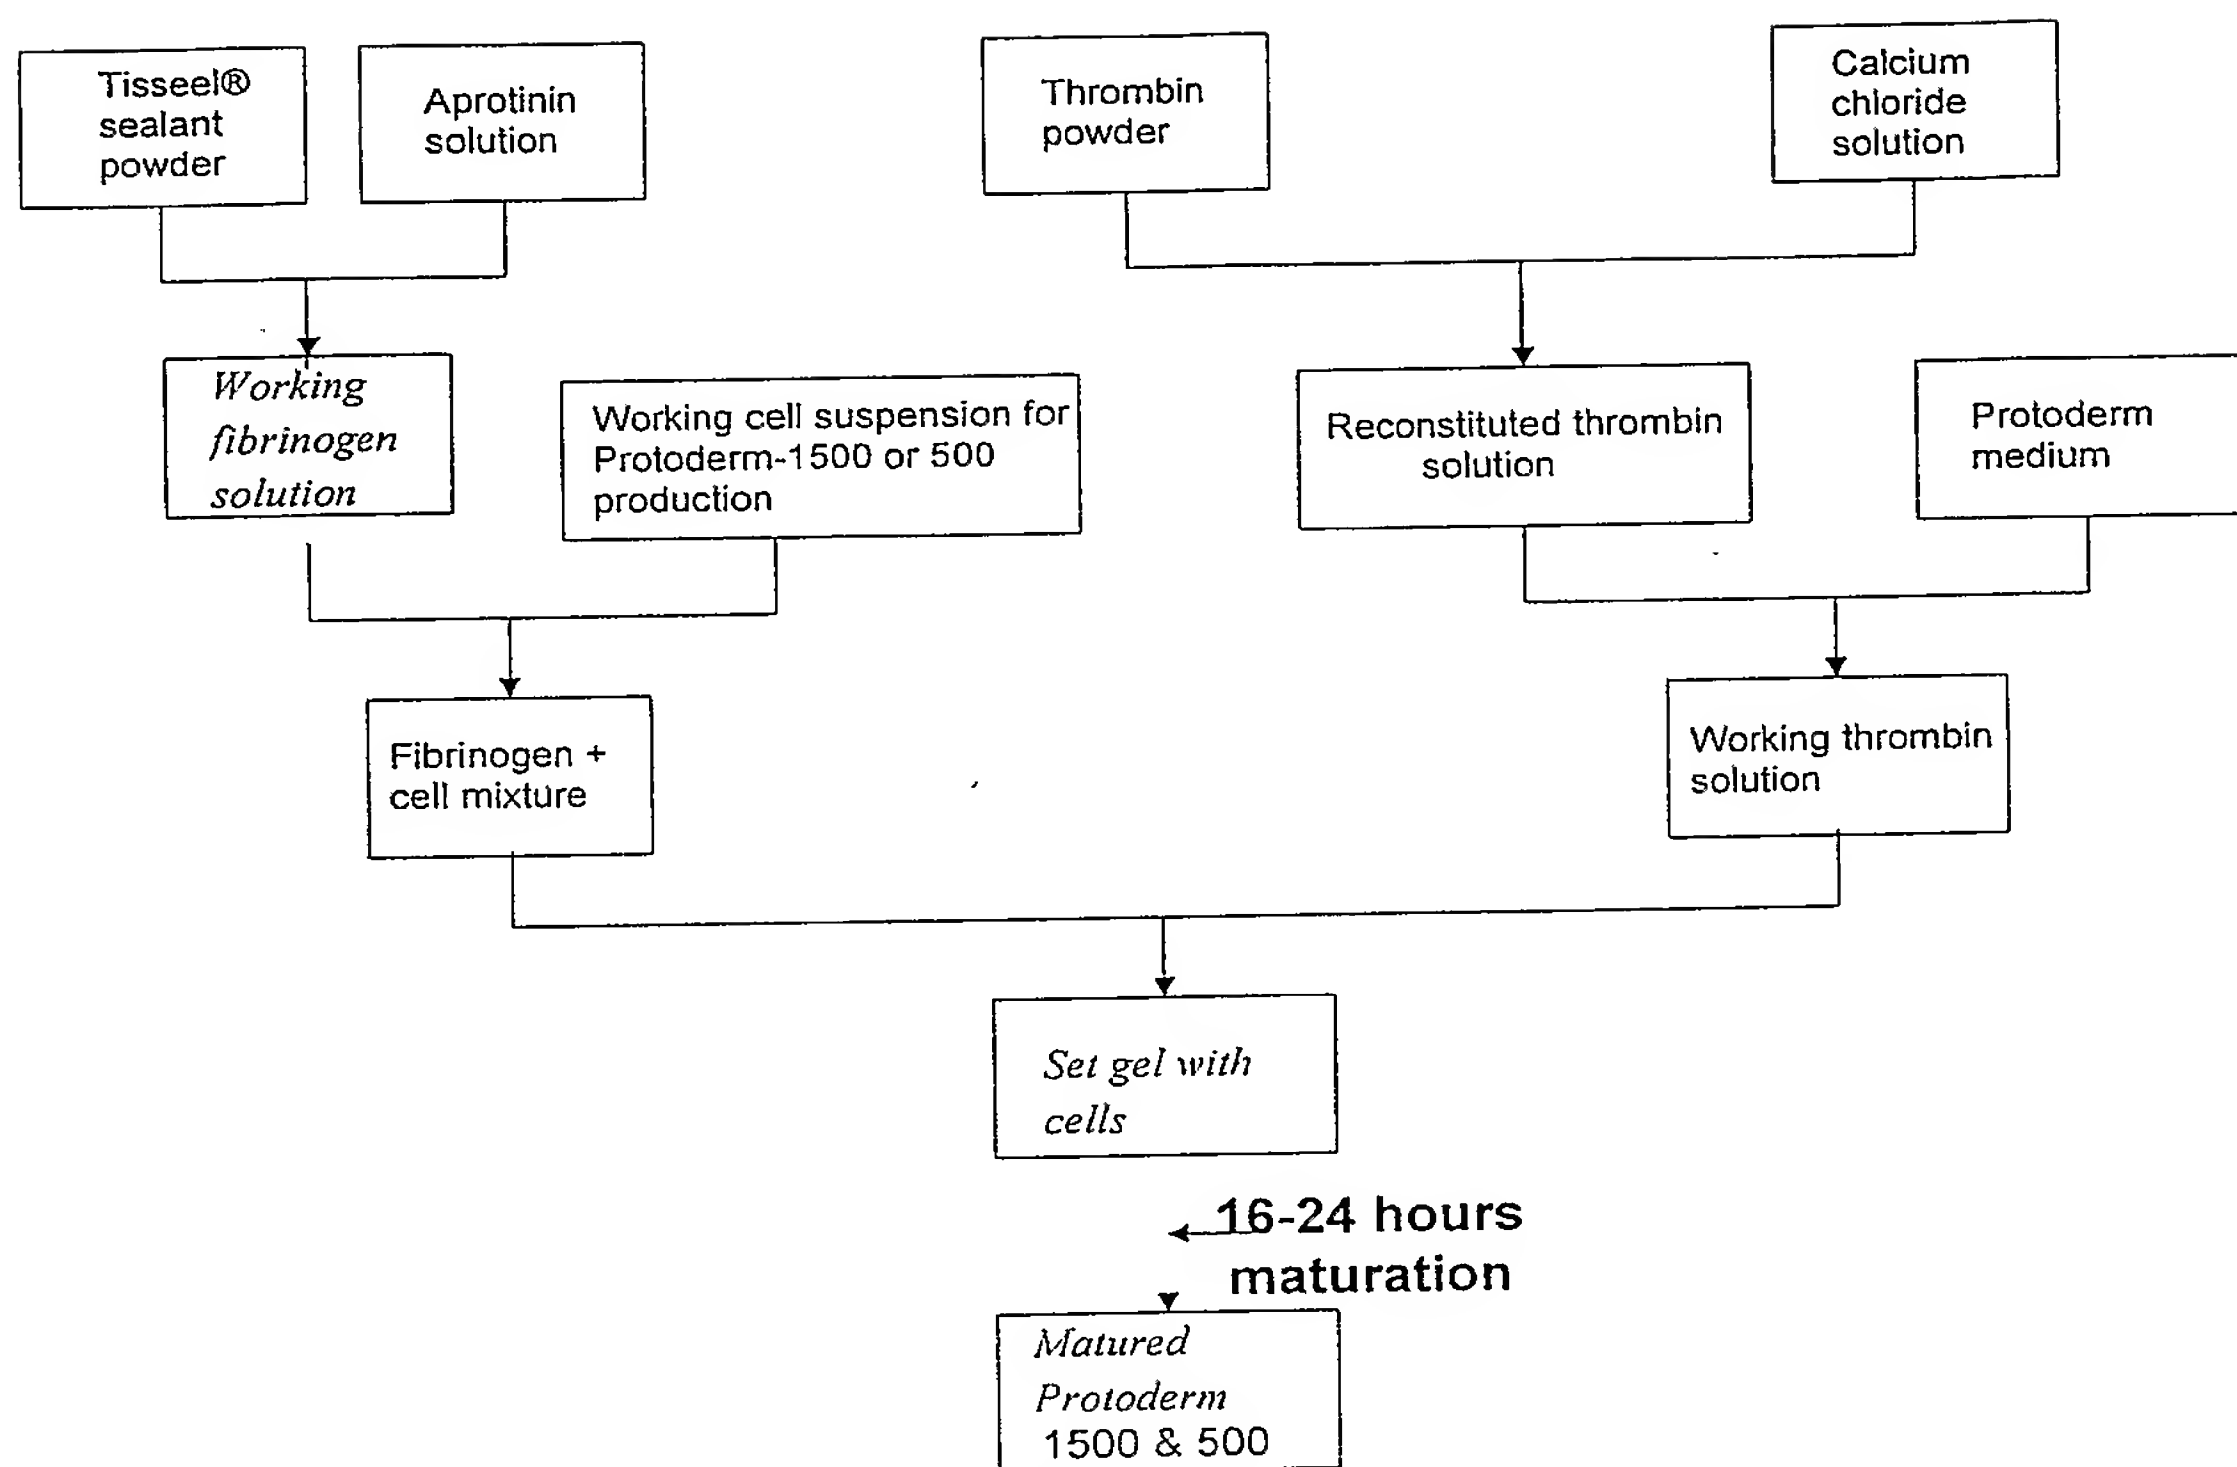 Tisseel®
sealant
powder
Aprotinin
solution
Thrombin
powder
Calcium
chloride
solution
Working
fibrinogen
solution
Working cell suspension for
Protoderm-1500 or 500
production
Reconstituted thrombin
solution
Protoderm
medium
Fibrinogen +
cell mixture
Working thrombin
solution
Set gel with
cells
16-24 hours
maturation
Matured
Protoderm
1500 & 500